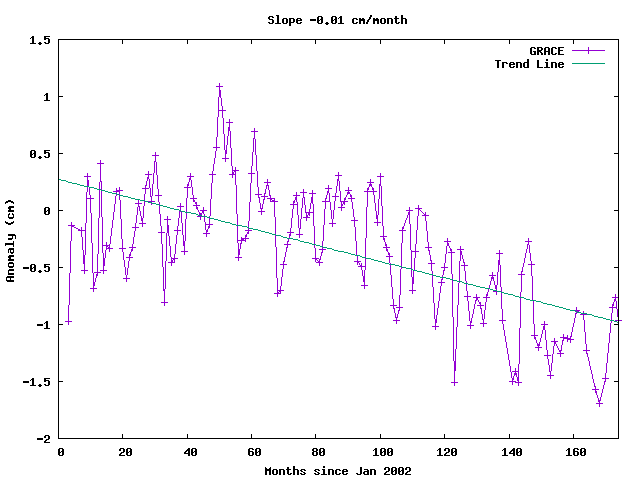 Slope -0.01 cm/month
1.5
GRACE
Trend Line
1
0.5
0
-0.5
-1
-1.5
-2
Anomaly (cm)
0 20 40 60 80 100 120 140 160
Months since Jan 2002